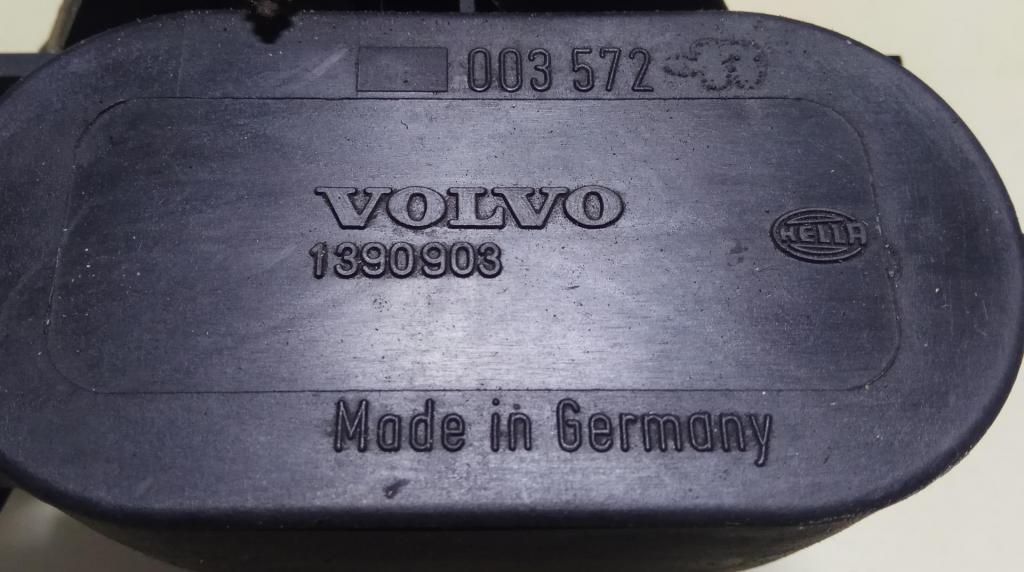 003 572
VOLVO
HELLA
1390903
Made in Germany